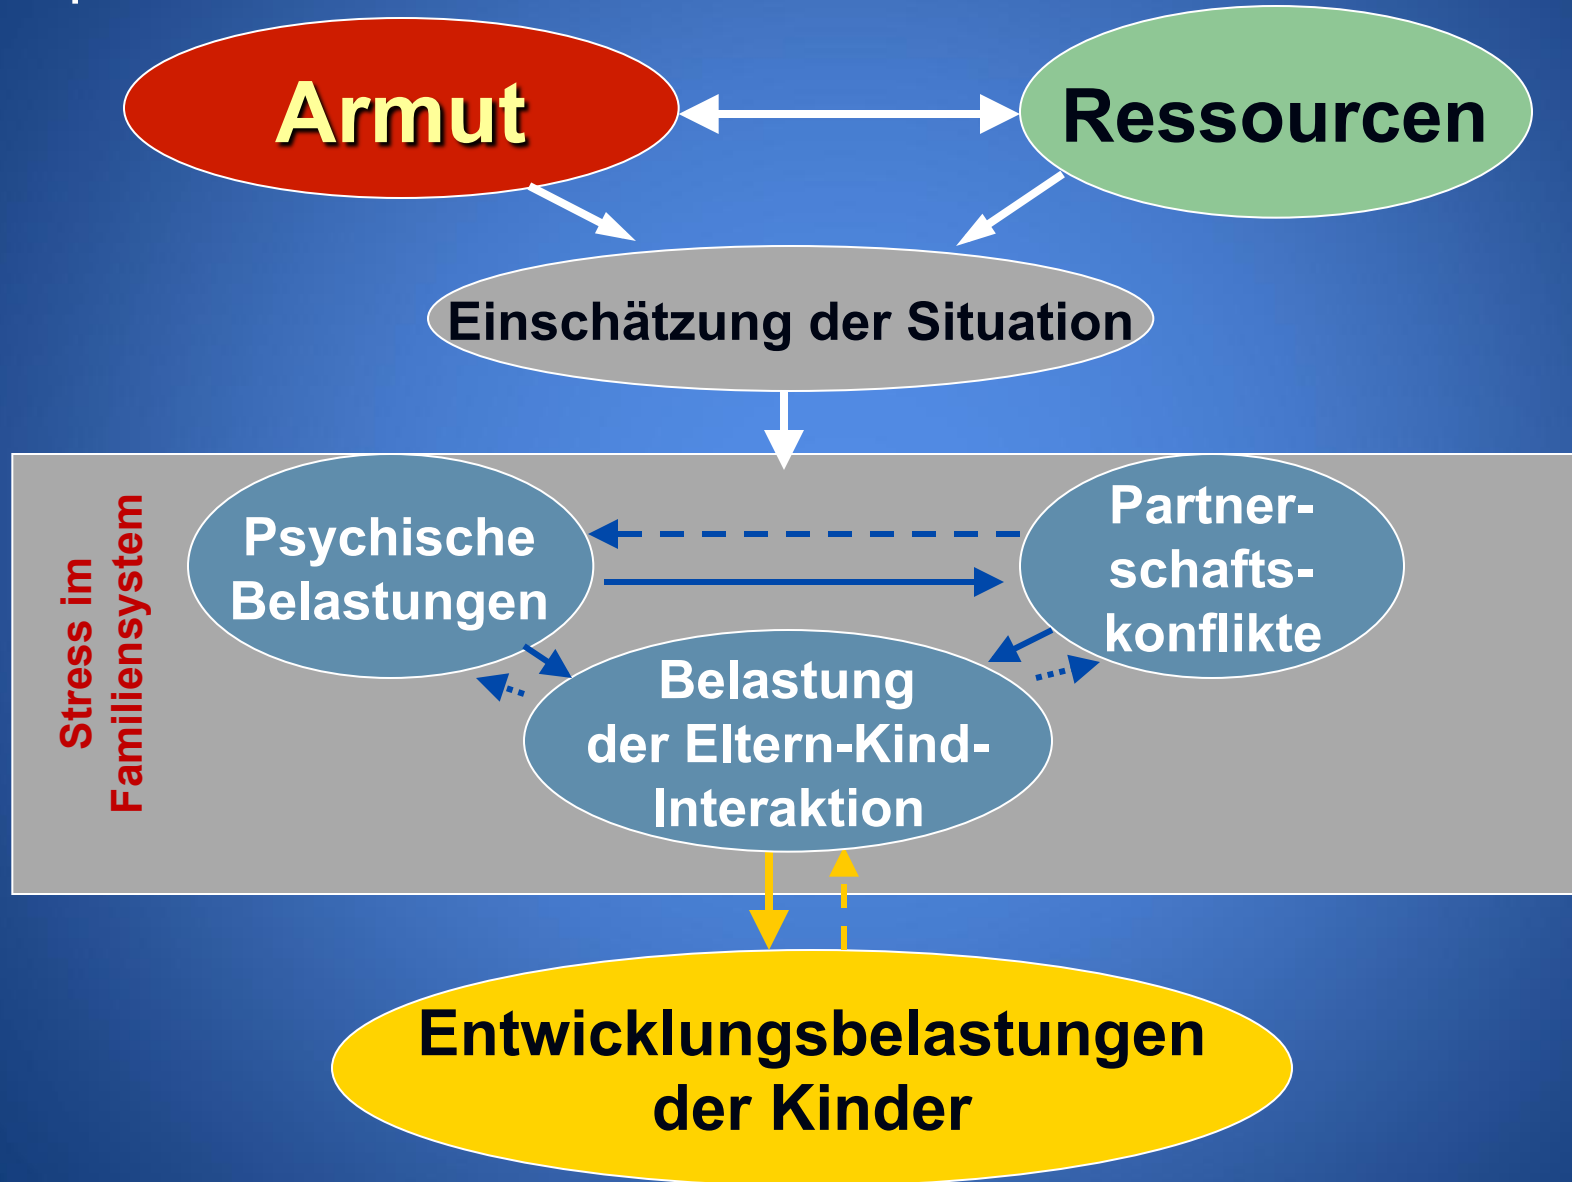 Armut
Ressourcen
Einschätzung der Situation
Stress im
Familiensystem
Psychische
Belastungen
Partner-
schafts-
konflikte
Belastung
der Eltern-Kind-
Interaktion
Entwicklungsbelastungen
der Kinder